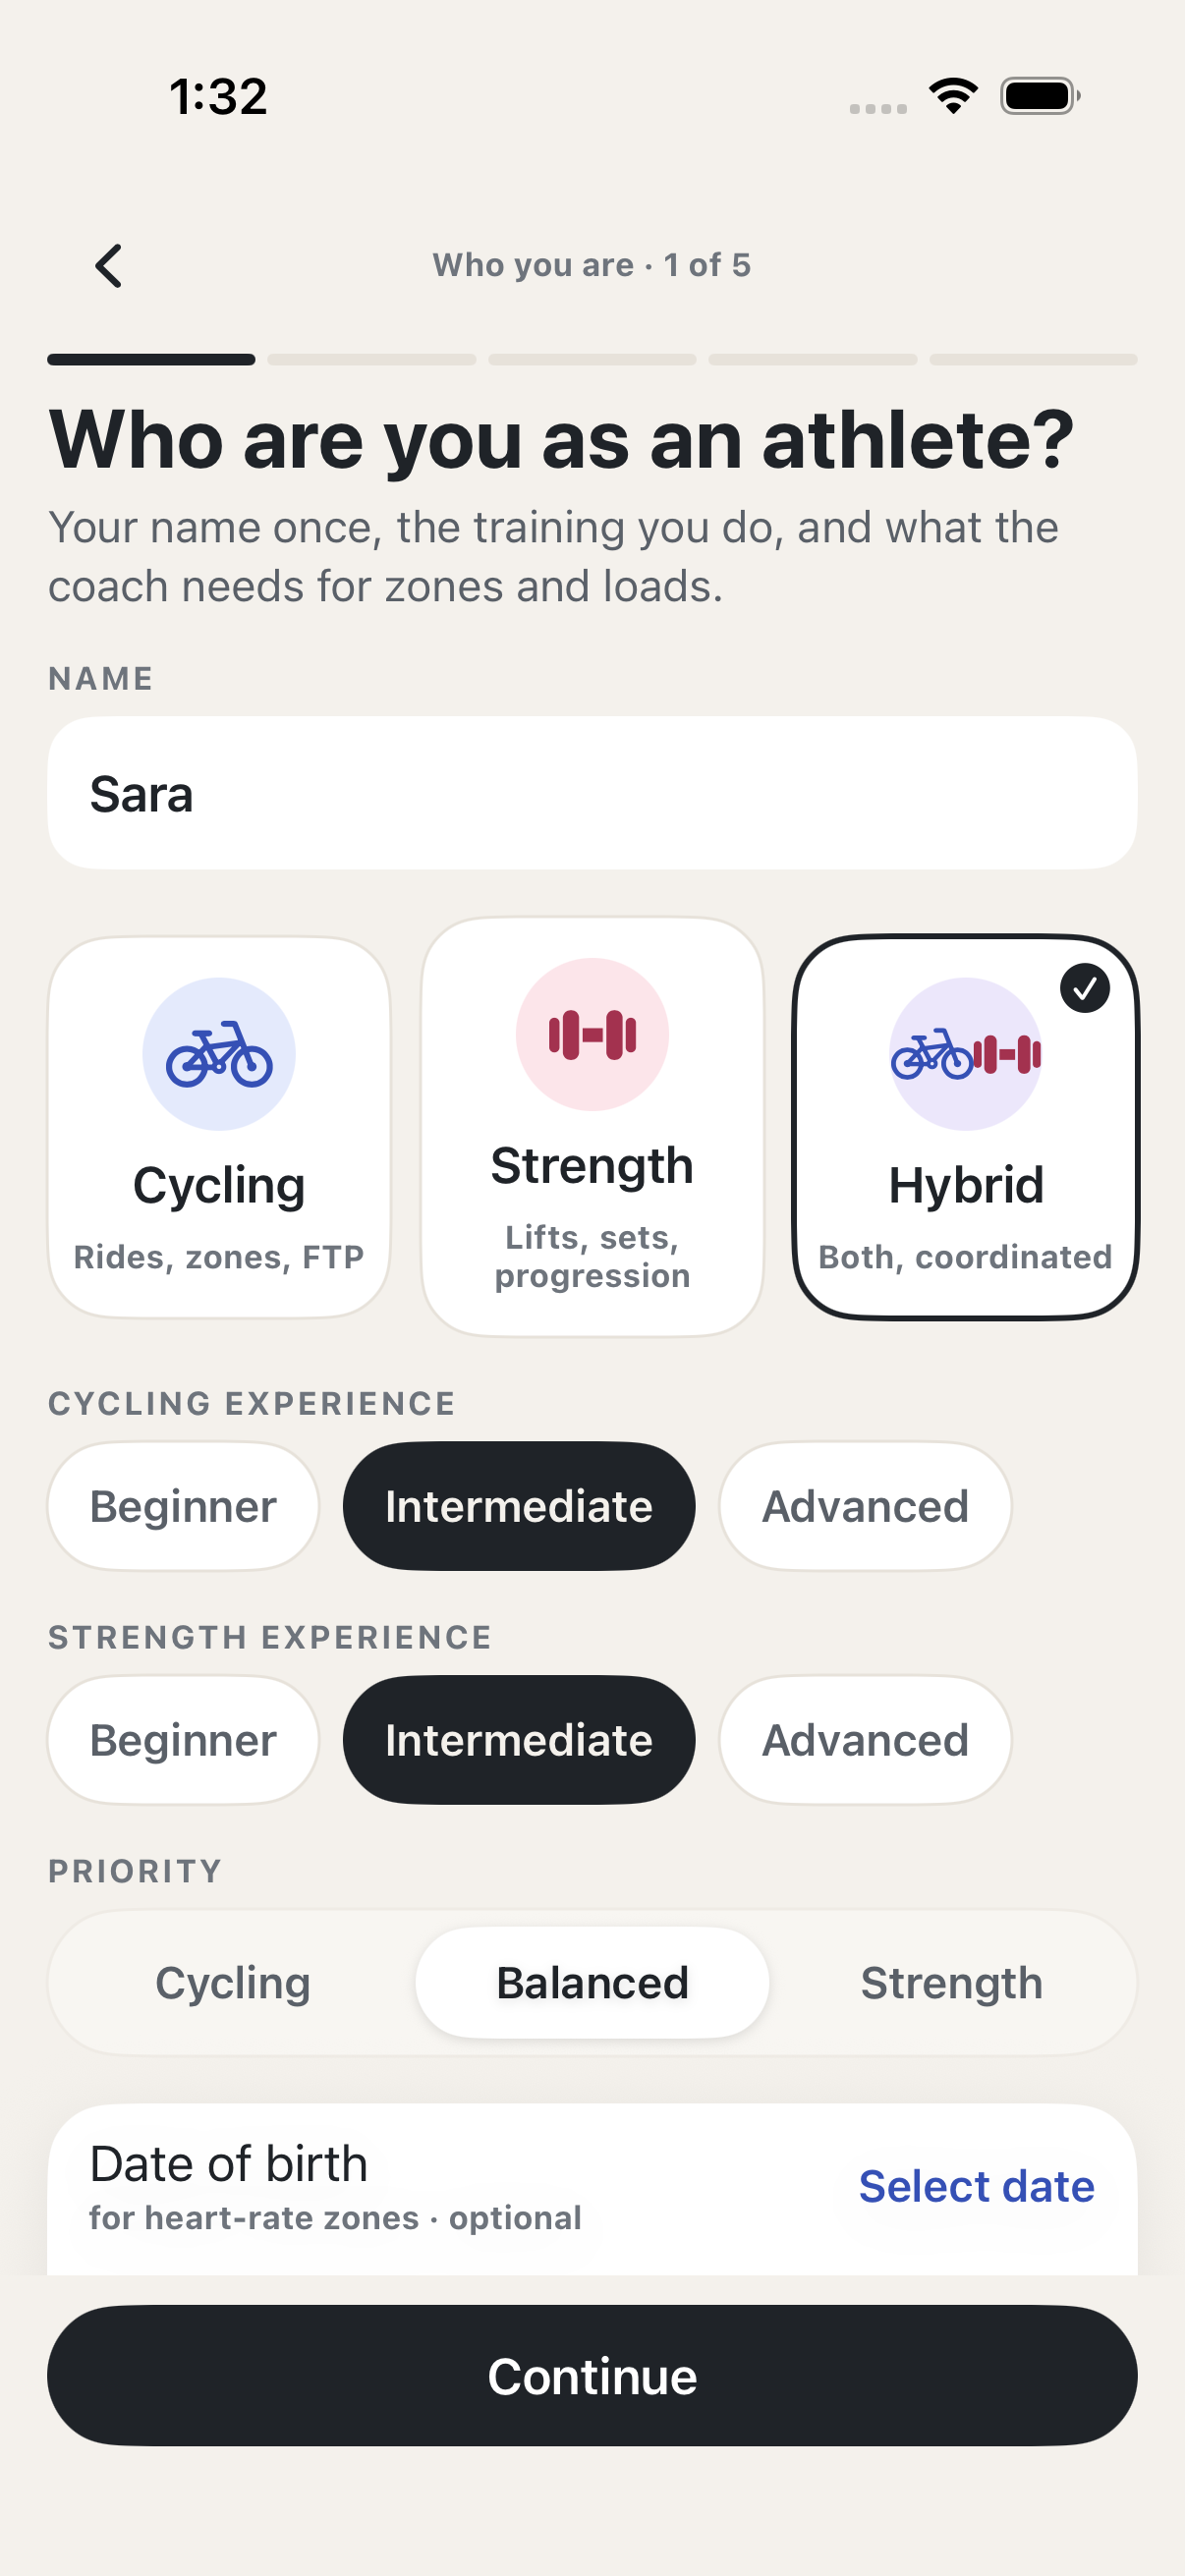 1:32
Who you are · 1 of 5
Who are you as an athlete?
Your name once, the training you do, and what the
coach needs for zones and loads.
NAME
Sara
Cycling
Rides, zones, FTP
Strength
Lifts, sets,
progression
Hybrid
Both, coordinated
CYCLING EXPERIENCE
Beginner
Intermediate
Advanced
STRENGTH EXPERIENCE
Beginner
Intermediate
Advanced
PRIORITY
Cycling
Balanced
Strength
Date of birth
for heart-rate zones · optional
Select date
Continue